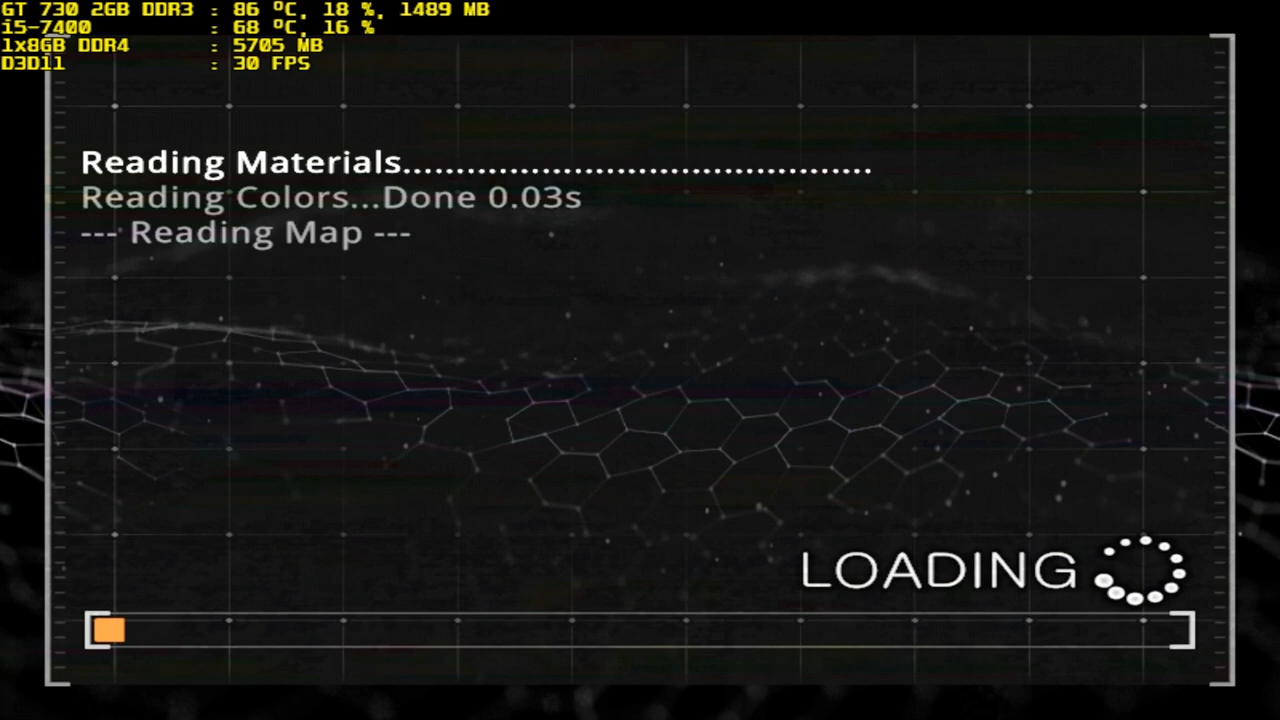 GT 730 2GB DDR3 : 86 ºC, 18 %, 1489 MB
i5-7400 : 68 ºC, 16 %
1x8GB DDR4 : 5705 MB
D3D11 : 30 FPS
Reading Materials.............................................
Reading Colors...Done 0.03s
--- Reading Map ---
LOADING